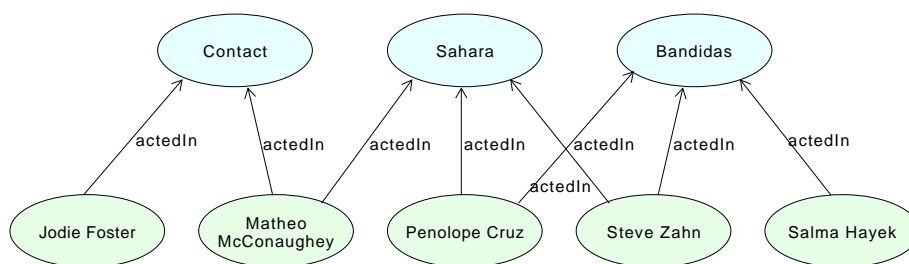 Contact
Sahara
Bandidas
actedIn
actedIn
actedIn
actedIn
actedIn
actedIn
actedIn
actedIn
Jodie Foster
Matheo
McConaughey
Penolope Cruz
Steve Zahn
Salma Hayek